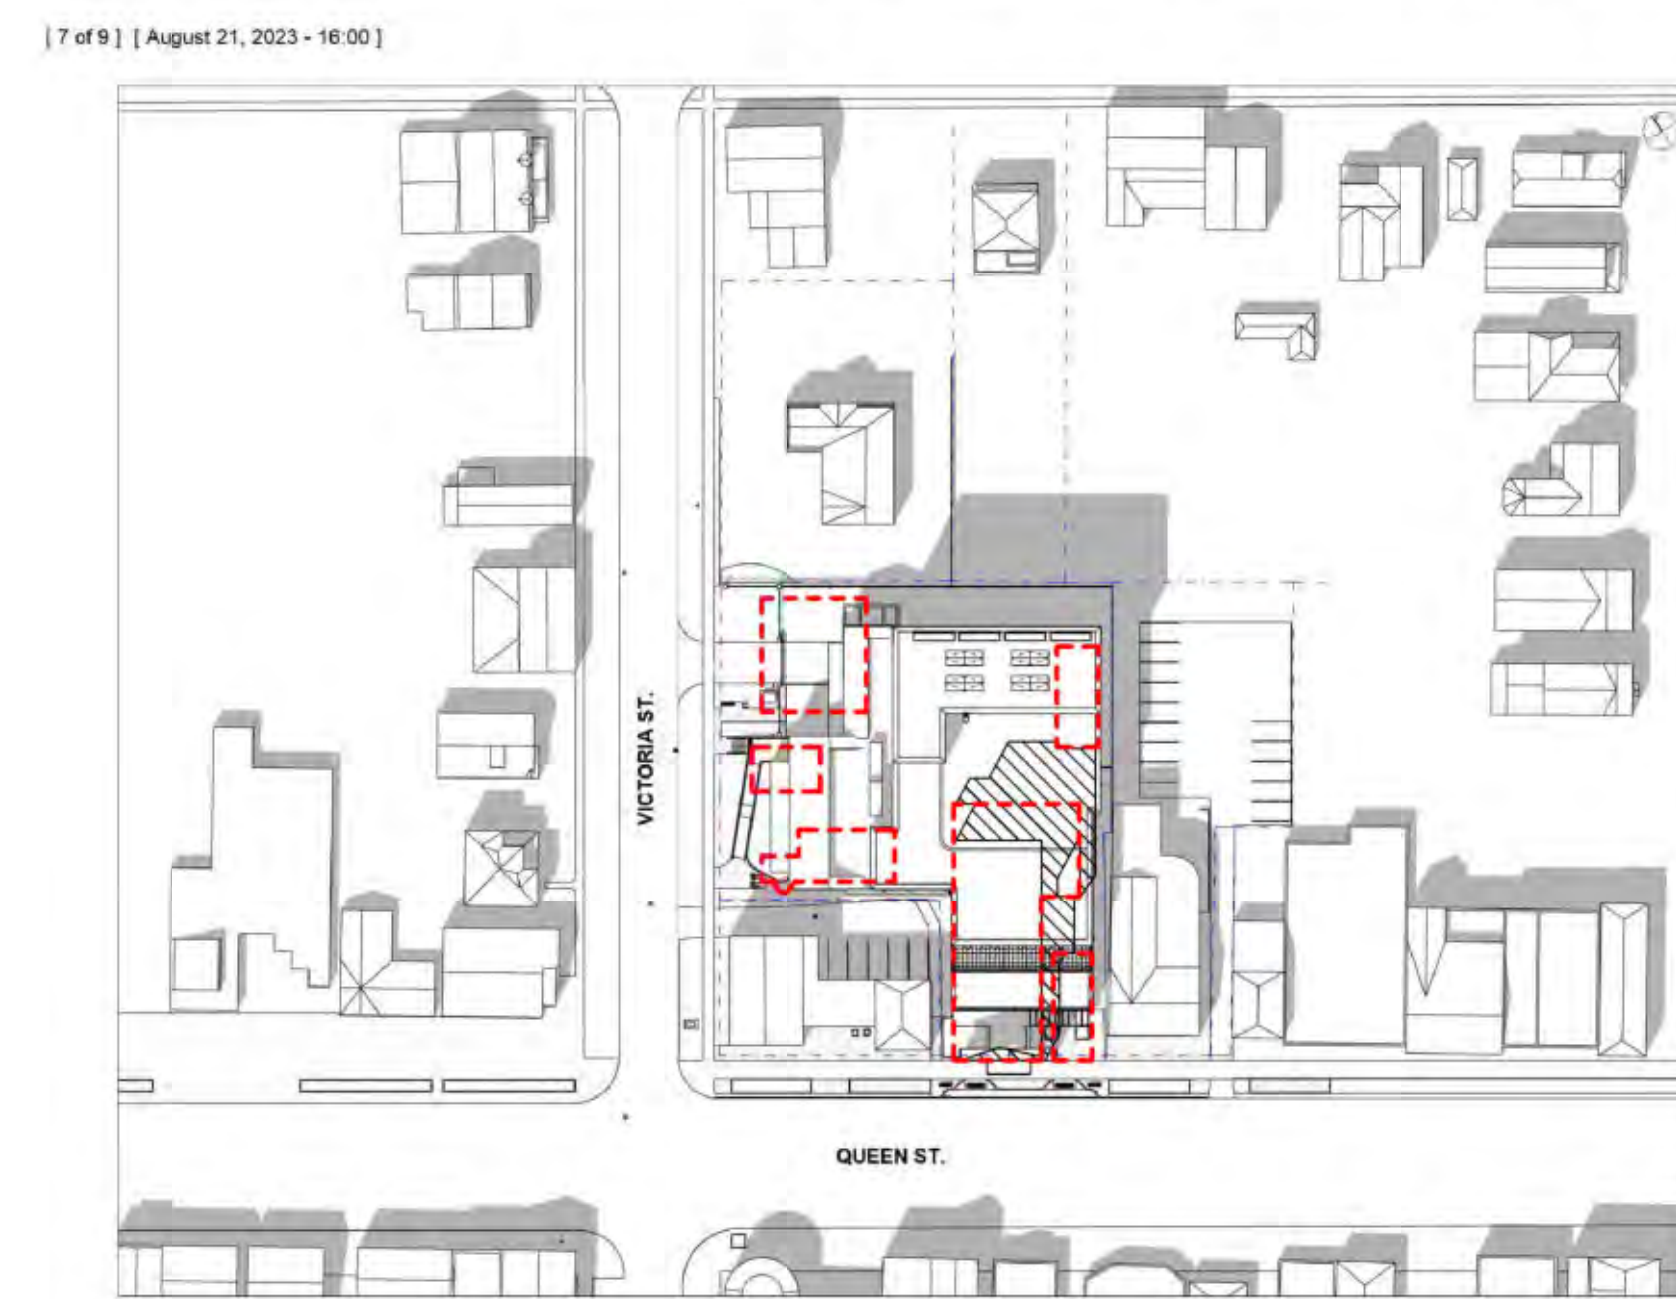 [ 7 of 9 ] [ August 21, 2023 - 16:00 ]
VICTORIA ST.
QUEEN ST.